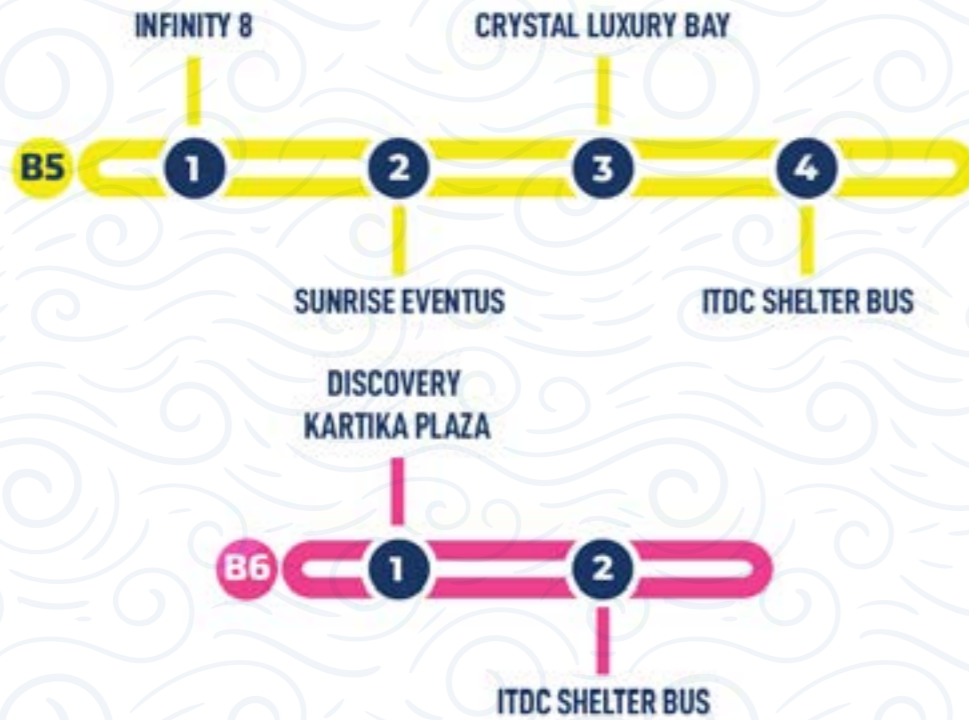 INFINITY 8
CRYSTAL LUXURY BAY
B5
1
2
3
4
SUNRISE EVENTUS
ITDC SHELTER BUS
DISCOVERY
KARTIKA PLAZA
B6
1
2
ITDC SHELTER BUS